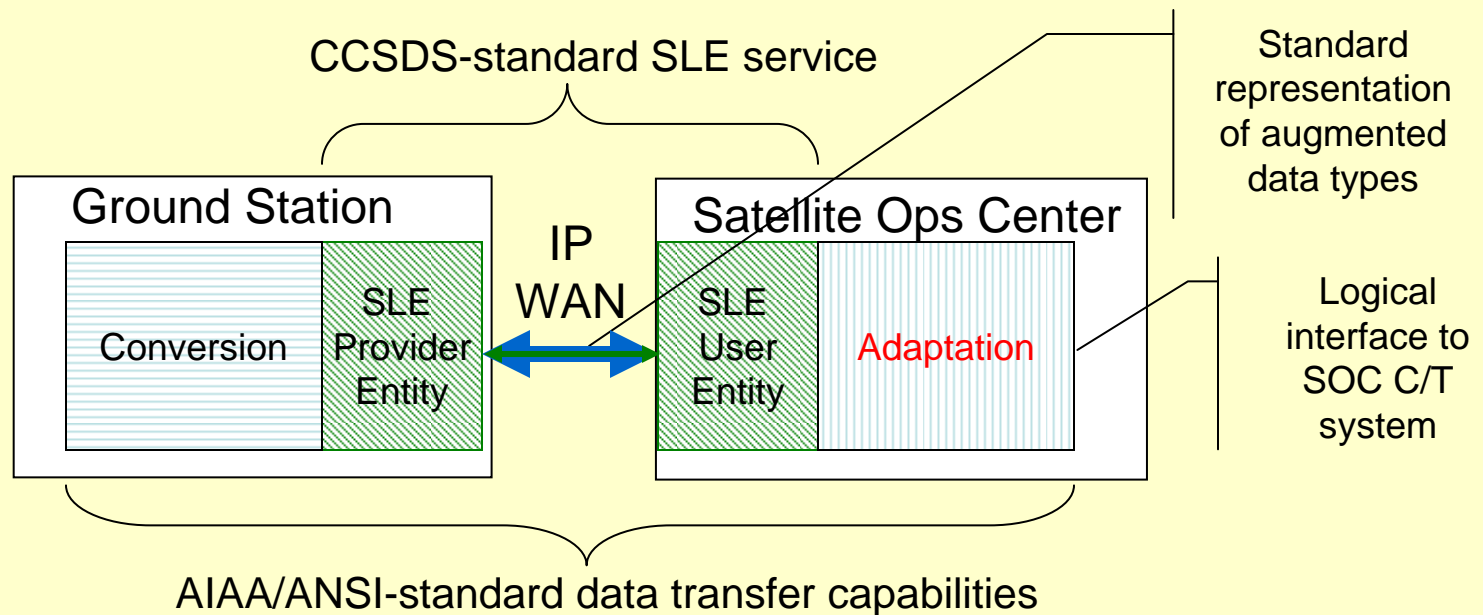 CCSDS-standard SLE service
Standard
representation
of augmented
data types
Ground Station
IP
WAN
Satellite Ops Center
Conversion
SLE
Provider
Entity
SLE
User
Entity
Adaptation
Logical
interface to
SOC C/T
system
AIAA/ANSI-standard data transfer capabilities